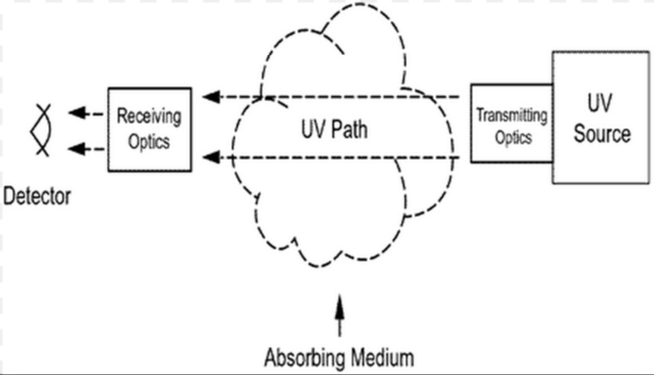 Receiving
Optics
UV Path
Transmitting
Optics
UV
Source
Detector
Absorbing Medium